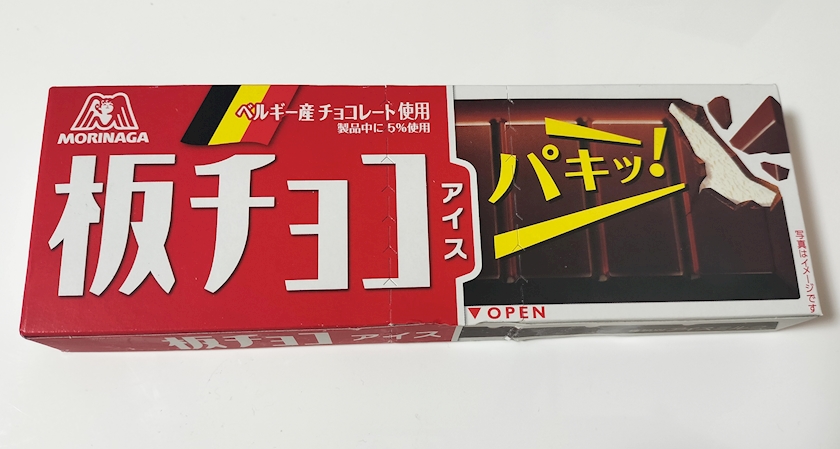 MORINAGA
ベルギー産 チョコレート使用
製品中に 5%使用
板チョコ
アイス
パキッ!
写真はイメージです
▼OPEN
板チョコ アイス